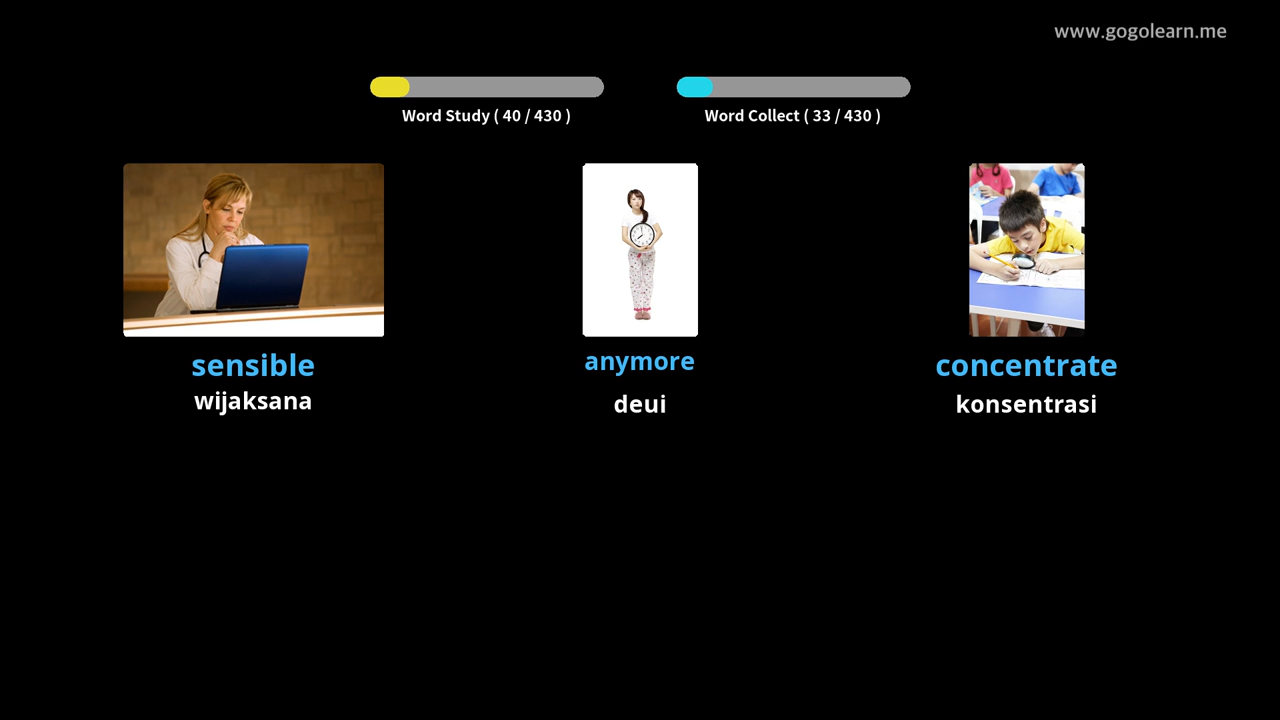 www.gogolearn.me
Word Study ( 40 / 430 )
Word Collect ( 33 / 430 )
sensible
wijaksana
anymore
deui
concentrate
konsentrasi